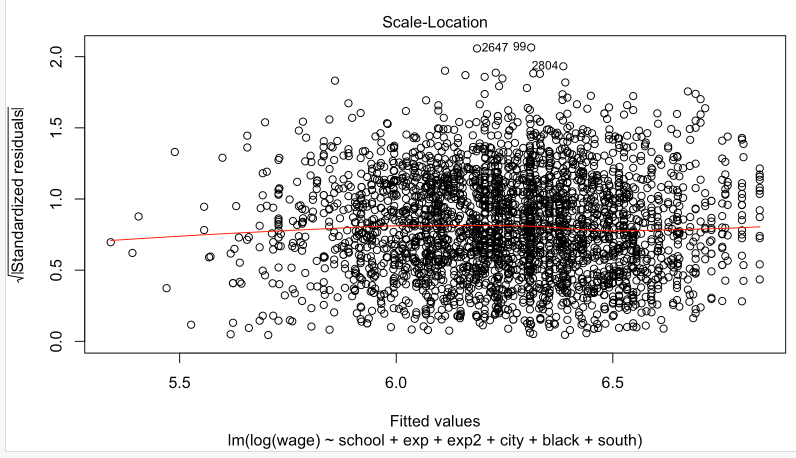 Scale-Location
2647 99
2804
2.0
1.5
1.0
0.5
0.0
√|Standardized residuals|
5.5 6.0 6.5
Fitted values
lm(log(wage) ~ school + exp + exp2 + city + black + south)